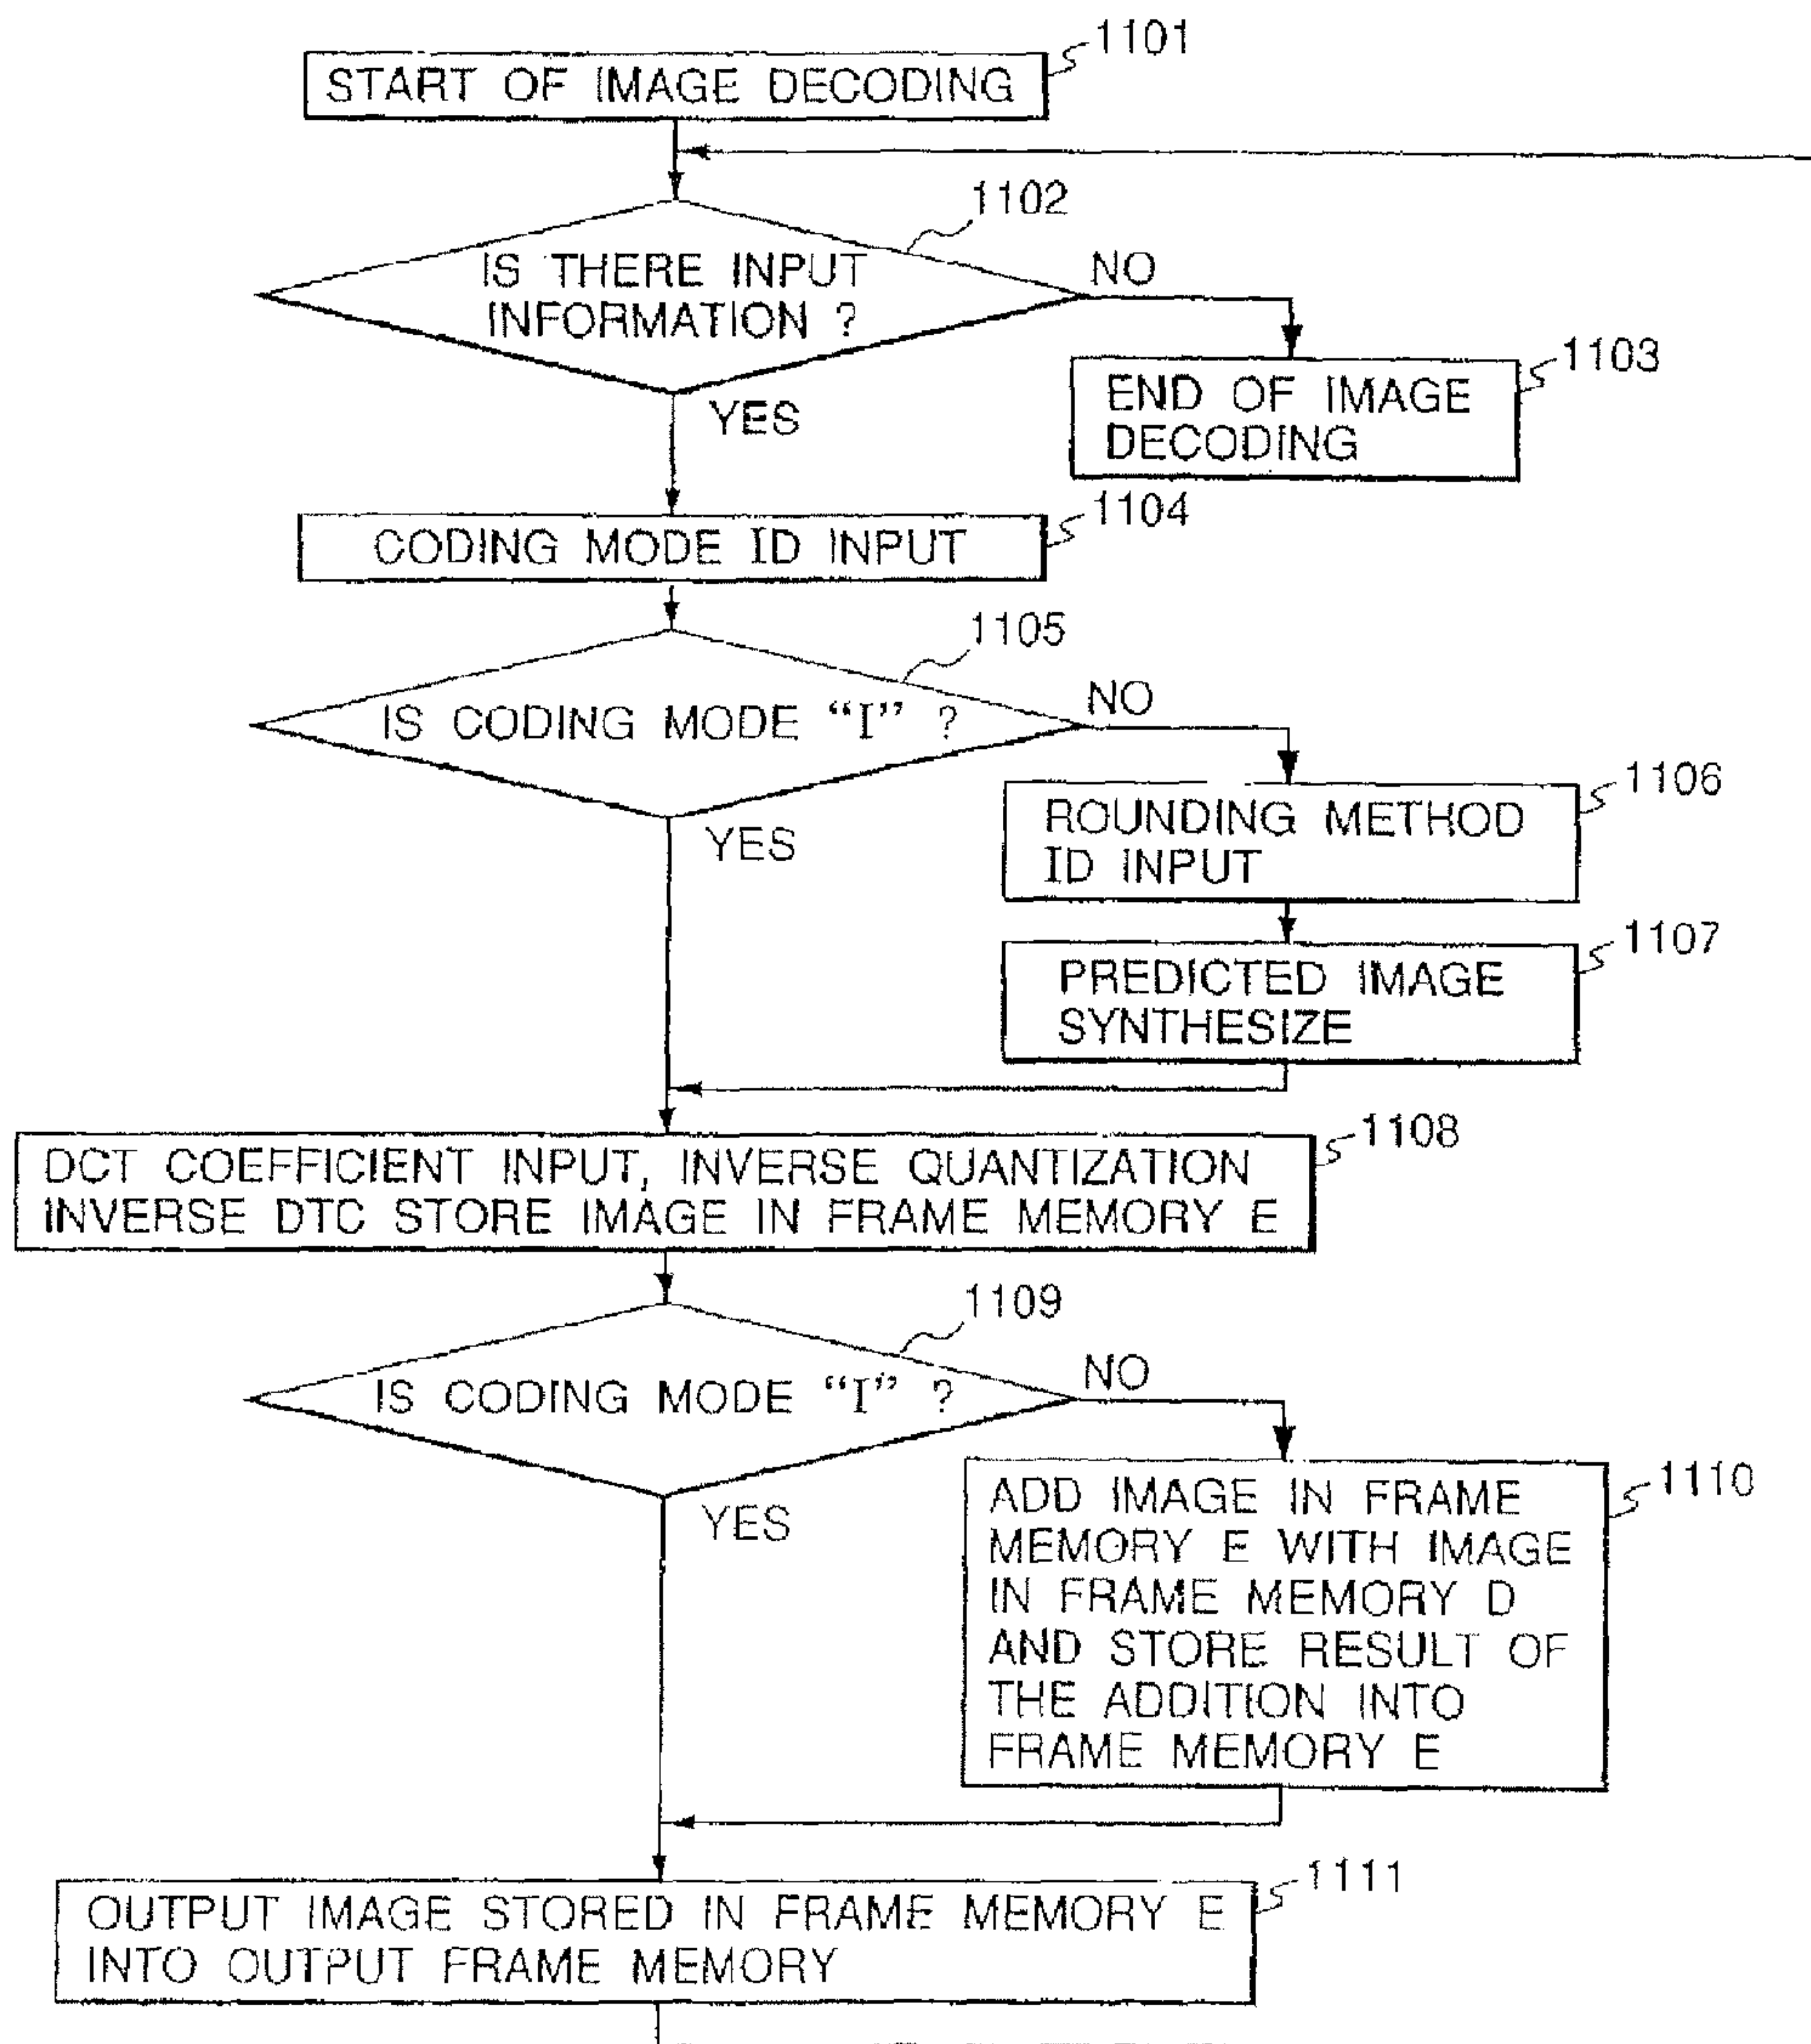 1101
START OF IMAGE DECODING
1102
IS THERE INPUT
INFORMATION ?
NO
YES
1103
END OF IMAGE
DECODING
1104
CODING MODE ID INPUT
1105
IS CODING MODE “I” ?
NO
YES
1106
ROUNDING METHOD
ID INPUT
1107
PREDICTED IMAGE
SYNTHESIZE
1108
DCT COEFFICIENT INPUT, INVERSE QUANTIZATION
INVERSE DTC STORE IMAGE IN FRAME MEMORY E
1109
IS CODING MODE “I” ?
NO
YES
1110
ADD IMAGE IN FRAME
MEMORY E WITH IMAGE
IN FRAME MEMORY D
AND STORE RESULT OF
THE ADDITION INTO
FRAME MEMORY E
1111
OUTPUT IMAGE STORED IN FRAME MEMORY E
INTO OUTPUT FRAME MEMORY